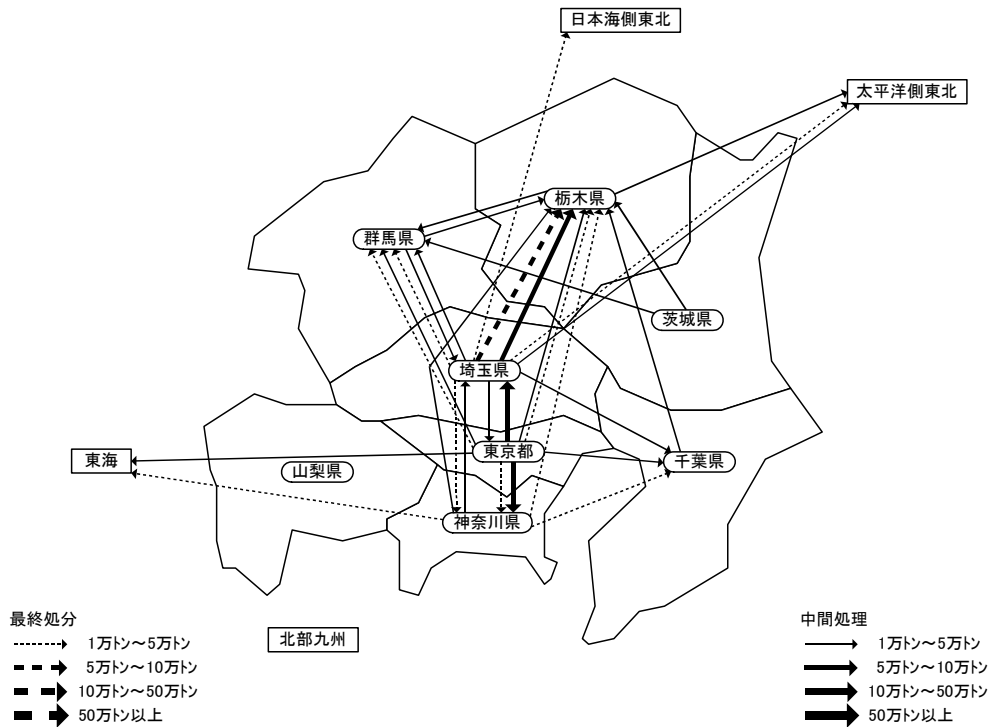 日本海側東北
太平洋側東北
栃木県
群馬県
茨城県
埼玉県
東京都
千葉県
東海
山梨県
神奈川県
北部九州
最終処分
1万トン～5万トン
5万トン～10万トン
10万トン～50万トン
50万トン以上
中間処理
1万トン～5万トン
5万トン～10万トン
10万トン～50万トン
50万トン以上